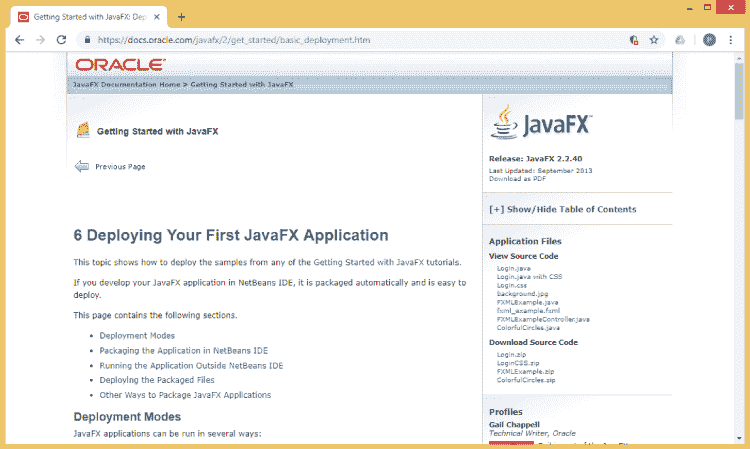 Getting Started with JavaFX: Dep
https://docs.oracle.com/javafx/2/get_started/basic_deployment.htm
ORACLE
JavaFX Documentation Home > Getting Started with JavaFX
Getting Started with JavaFX
Previous Page
6 Deploying Your First JavaFX Application
This topic shows how to deploy the samples from any of the Getting Started with JavaFX tutorials.
If you develop your JavaFX application in NetBeans IDE, it is packaged automatically and is easy to
deploy.
This page contains the following sections.
Deployment Modes
Packaging the Application in NetBeans IDE
Running the Application Outside NetBeans IDE
Deploying the Packaged Files
Other Ways to Package JavaFX Applications
Deployment Modes
JavaFX applications can be run in several ways:
JavaFX™
Release: JavaFX 2.2.40
Last Updated: September 2013
Download as PDF
[+] Show/Hide Table of Contents
Application Files
View Source Code
Login.java
Login.java with CSS
Login.css
background.jpg
FXMLExample.java
fxml_example.fxml
FXMLExampleController.java
ColorfulCircles.java
Download Source Code
Login.zip
LoginCSS.zip
FXMLExample.zip
ColorfulCircles.zip
Profiles
Gail Chappell
Technical Writer, Oracle